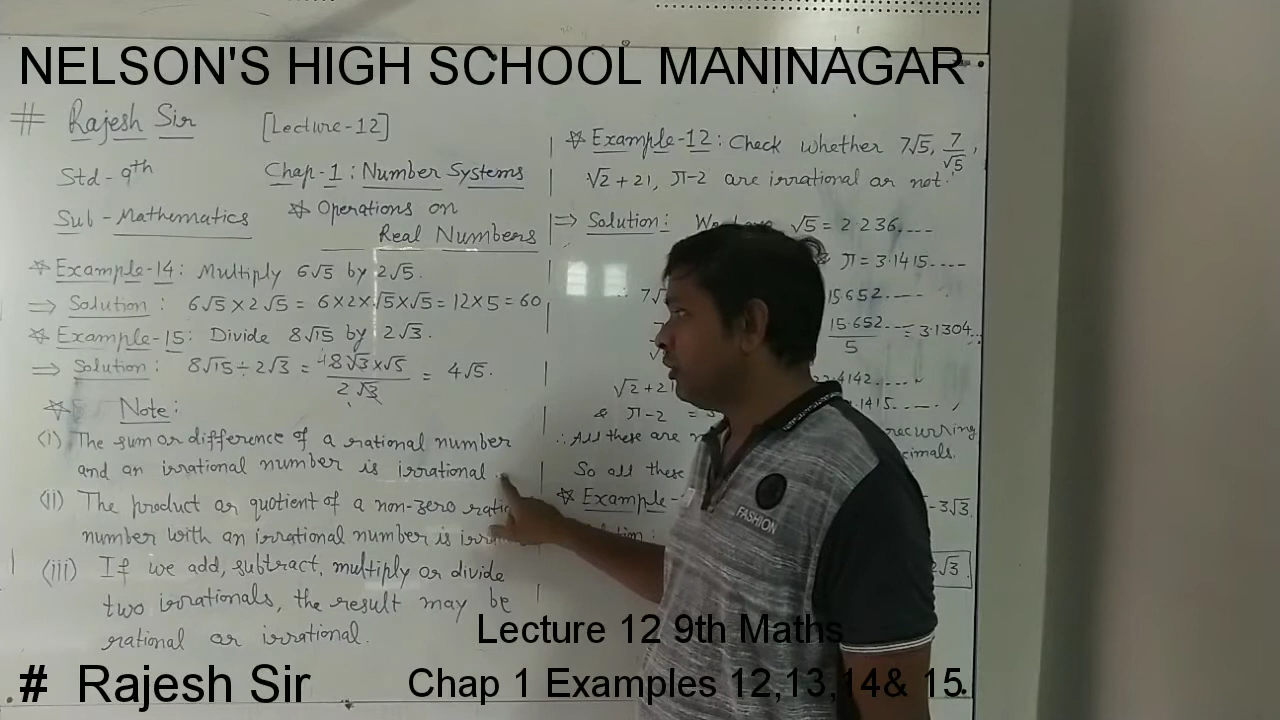 NELSON'S HIGH SCHOOL MANINAGAR
# Rajesh Sir
[Lecture-12]
Std - 9th
Chap-1 : Number Systems
Sub - Mathematics
☆ Operations on
Real Numbers
☆ Example-14 : Multiply 6√5 by 2√5.
⇒ Solution : 6√5 × 2√5 = 6×2×√5×√5 = 12×5 = 60
☆ Example-15 : Divide 8√15 by 2√3.
⇒ Solution : 8√15 ÷ 2√3 = 4 8√3×√5 / 2√3 = 4√5.
☆ Note :
(i) The sum or difference of a rational number
and an irrational number is irrational.
(ii) The product or quotient of a non-zero
number with an irrational number is
(iii) If we add, subtract, multiply or divide
two irrationals, the result may be
rational or irrational.
☆ Example-12 : Check whether 7√5, 7/√5,
√2 + 21, π-2 are irrational or not.
⇒ Solution : √5 = 2.236....
π = 3.1415....
15.652....
15.652... / 5 = 3.1304...
√2 + 21
4142....
& π-2 =
.1415....
∴ All these are recurring
decimals.
So all these
☆ Example-
-3√3.
2√3.
FASHION
Lecture 12 9th Maths
# Rajesh Sir
Chap 1 Examples 12,13,14& 15.